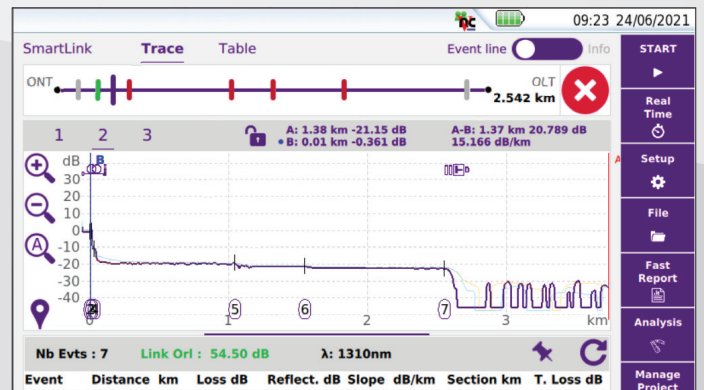 09:23 24/06/2021
SmartLink Trace Table Event line Info START
ONT OLT
2.542 km
Real
Time
1 2 3 A: 1.38 km -21.15 dB A-B: 1.37 km 20.789 dB
B: 0.01 km -0.361 dB 15.166 dB/km
Setup
dB B A
30
20
10
0
-10
-20
-30
-40
A
File
Fast
Report
5 6 7
0 1 2 3 km
Analysis
Nb Evts : 7 Link Orl : 54.50 dB λ: 1310nm
Event Distance km Loss dB Reflect. dB Slope dB/km Section km T. Loss dB
Manage
Project